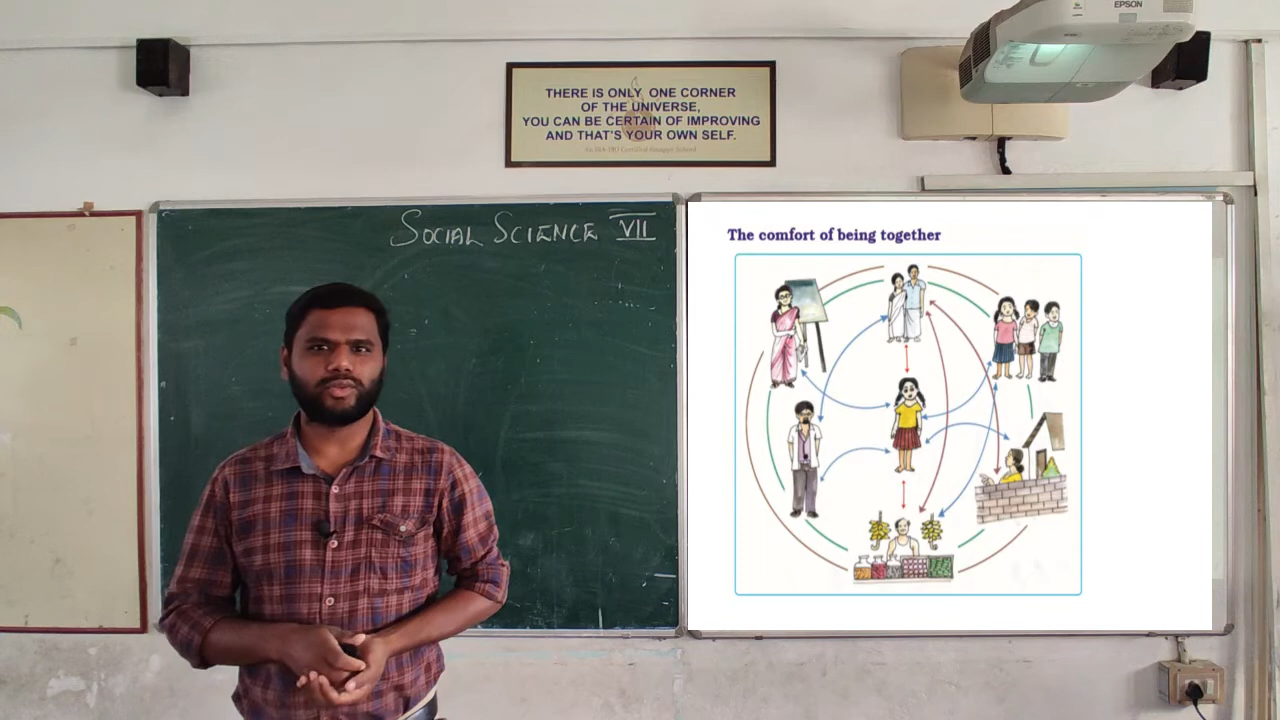 EPSON
THERE IS ONLY ONE CORNER
OF THE UNIVERSE,
YOU CAN BE CERTAIN OF IMPROVING
AND THAT'S YOUR OWN SELF.
SOCIAL SCIENCE VII
The comfort of being together